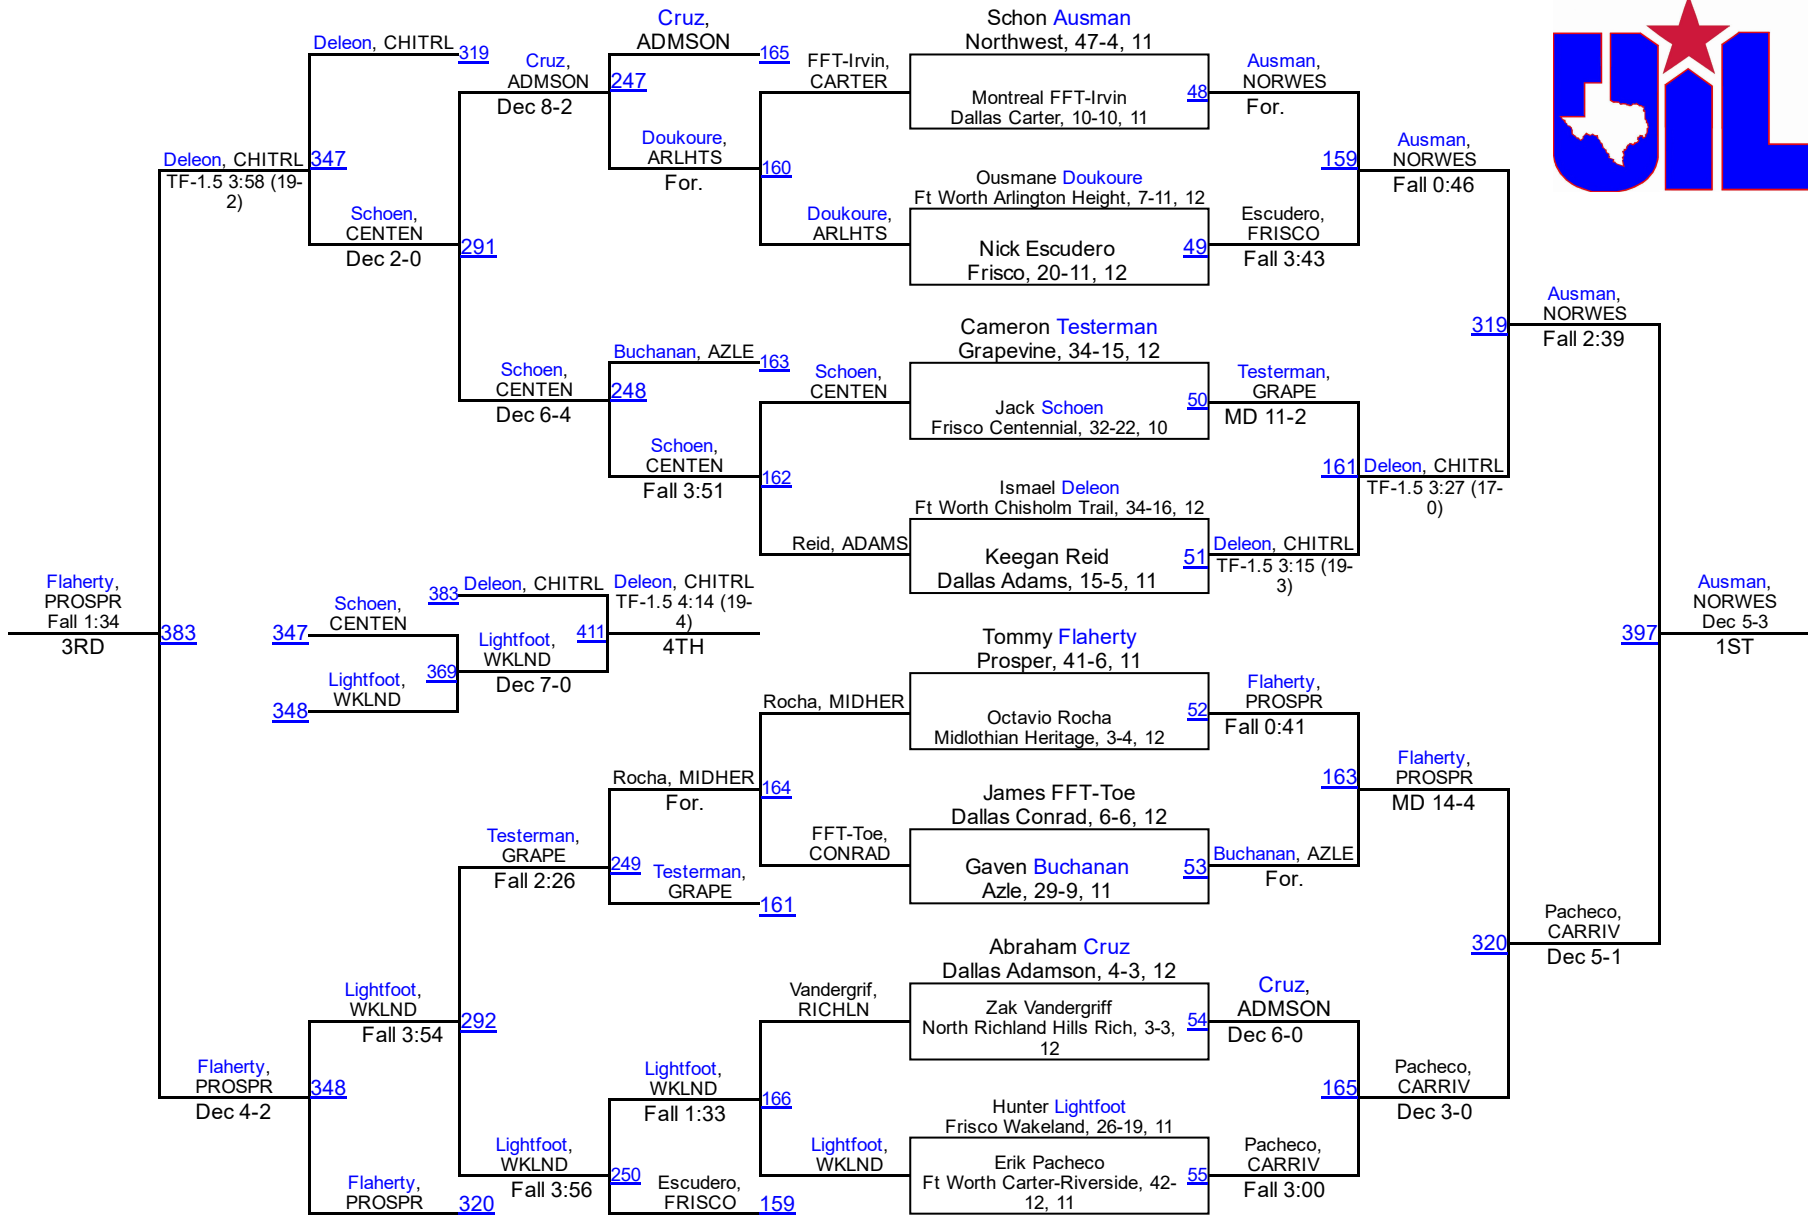 Deleon, CHITRL
319
Cruz,
ADMSON
Dec 8-2
Cruz,
ADMSON
165
247
Doukoure,
ARLHTS
For.
160
FFT-Irvin,
CARTER
Doukoure,
ARLHTS
Schon Ausman
Northwest, 47-4, 11
Montreal FFT-Irvin
Dallas Carter, 10-10, 11
48
Ausman,
NORWES
For.
Ousmane Doukoure
Ft Worth Arlington Height, 7-11, 12
Nick Escudero
Frisco, 20-11, 12
49
Escudero,
FRISCO
Fall 3:43
159
Ausman,
NORWES
Fall 0:46
UIL
Deleon, CHITRL
TF-1.5 3:58 (19-
2)
347
Schoen,
CENTEN
Dec 2-0
291
Schoen,
CENTEN
Dec 6-4
Buchanan, AZLE
163
248
Schoen,
CENTEN
Fall 3:51
162
Schoen,
CENTEN
Reid, ADAMS
Cameron Testerman
Grapevine, 34-15, 12
Jack Schoen
Frisco Centennial, 32-22, 10
50
Testerman,
GRAPE
MD 11-2
Ismael Deleon
Ft Worth Chisholm Trail, 34-16, 12
Keegan Reid
Dallas Adams, 15-5, 11
51
Deleon, CHITRL
TF-1.5 3:15 (19-
3)
161
Deleon, CHITRL
TF-1.5 3:27 (17-
0)
319
Ausman,
NORWES
Fall 2:39
Flaherty,
PROSPR
Fall 1:34
3RD
383
347
Schoen,
CENTEN
348
Lightfoot,
WKLND
369
383
Deleon, CHITRL
Lightfoot,
WKLND
Dec 7-0
411
Deleon, CHITRL
TF-1.5 4:14 (19-
4)
4TH
397
Ausman,
NORWES
Dec 5-3
1ST
Rocha, MIDHER
For.
164
Rocha, MIDHER
FFT-Toe,
CONRAD
Tommy Flaherty
Prosper, 41-6, 11
Octavio Rocha
Midlothian Heritage, 3-4, 12
52
Flaherty,
PROSPR
Fall 0:41
James FFT-Toe
Dallas Conrad, 6-6, 12
Gaven Buchanan
Azle, 29-9, 11
53
Buchanan, AZLE
For.
163
Flaherty,
PROSPR
MD 14-4
Testerman,
GRAPE
Fall 2:26
249
Testerman,
GRAPE
161
Lightfoot,
WKLND
Fall 3:54
292
Flaherty,
PROSPR
Dec 4-2
348
Flaherty,
PROSPR
320
Lightfoot,
WKLND
Fall 3:56
250
Lightfoot,
WKLND
Fall 1:33
166
Escudero,
FRISCO
159
Vandergrif,
RICHLN
Lightfoot,
WKLND
Abraham Cruz
Dallas Adamson, 4-3, 12
Zak Vandergriff
North Richland Hills Rich, 3-3,
12
54
Cruz,
ADMSON
Dec 6-0
Hunter Lightfoot
Frisco Wakeland, 26-19, 11
Erik Pacheco
Ft Worth Carter-Riverside, 42-
12, 11
55
Pacheco,
CARRIV
Fall 3:00
165
Pacheco,
CARRIV
Dec 3-0
320
Pacheco,
CARRIV
Dec 5-1